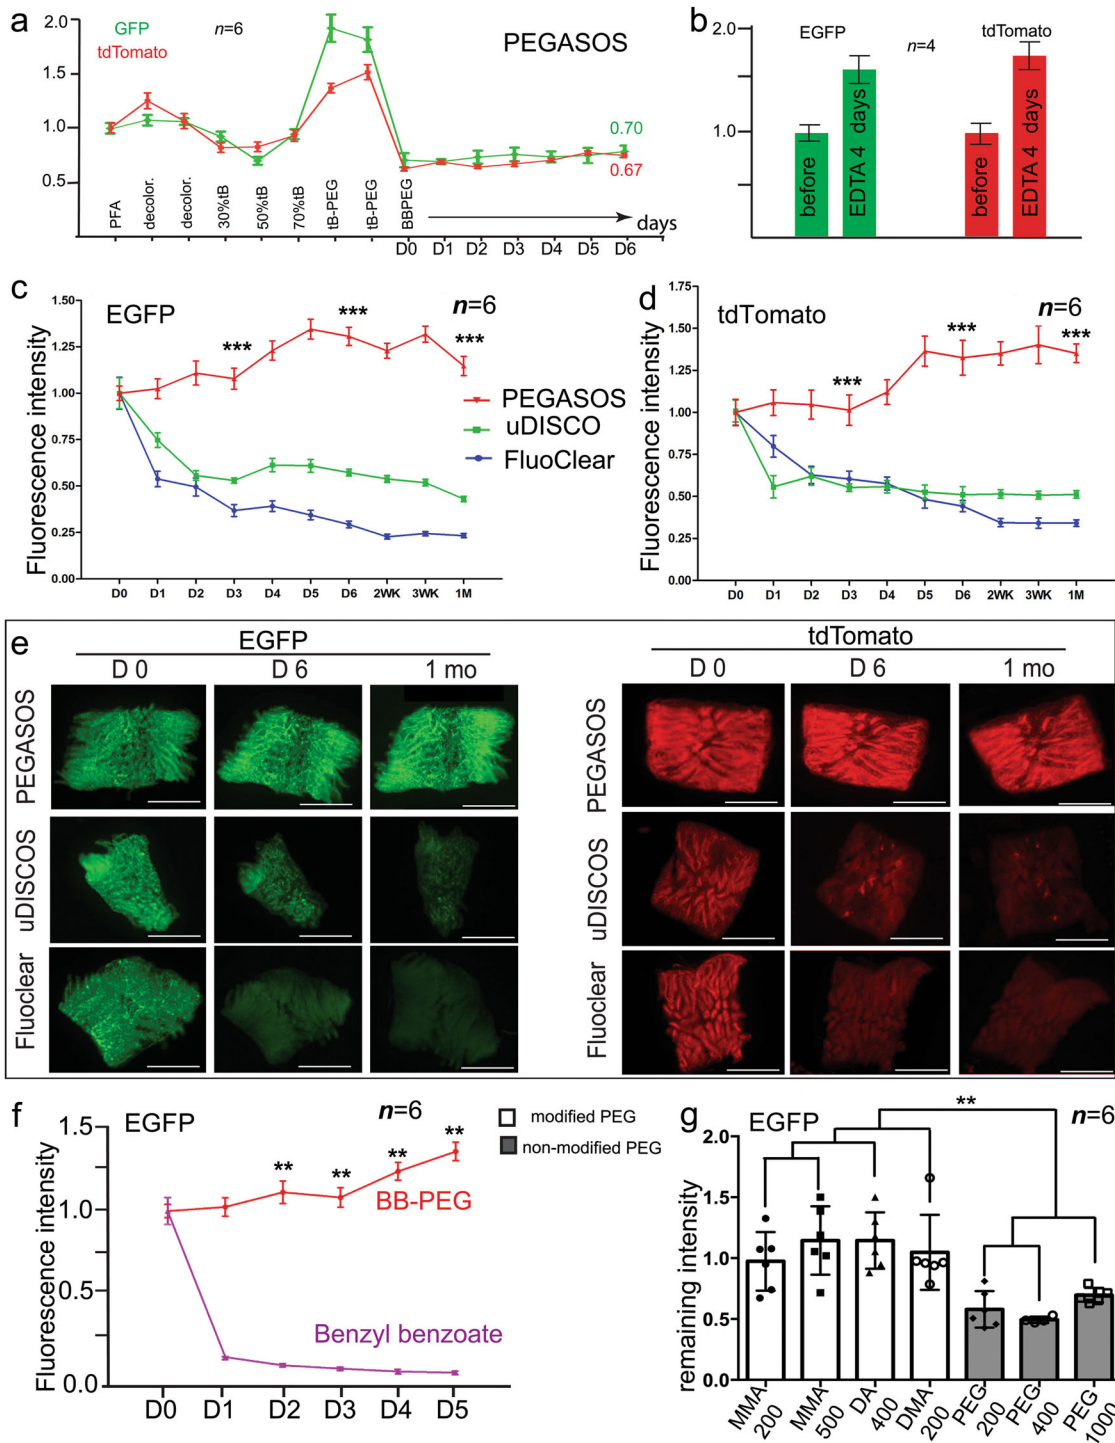 a
GFP
tdTomato
n=6
PEGASOS
2.0
1.5
1.0
0.5
0.70
0.67
PFA
decolor.
decolor.
30%tB
50%tB
70%tB
tB-PEG
tB-PEG
BBPEG
days
D0 D1 D2 D3 D4 D5 D6
b
EGFP
n=4
tdTomato
2.0
1.0
before
EDTA 4 days
before
EDTA 4 days
c
EGFP
n=6
Fluorescence intensity
1.50
1.25
1.00
0.75
0.50
0.25
0.00
***
***
***
PEGASOS
uDISCO
FluoClear
D0 D1 D2 D3 D4 D5 D6 2WK 3WK 1M
d
tdTomato
n=6
Fluorescence intensity
1.75
1.50
1.25
1.00
0.75
0.50
0.25
0.00
***
***
***
D0 D1 D2 D3 D4 D5 D6 2WK 3WK 1M
e
EGFP
D 0 D 6 1 mo
PEGASOS
uDISCOS
Fluoclear
tdTomato
D 0 D 6 1 mo
PEGASOS
uDISCOS
Fluoclear
f
EGFP
n=6
Fluorescence intensity
1.5
1.0
0.5
0.0
**
**
**
**
BB-PEG
Benzyl benzoate
D0 D1 D2 D3 D4 D5
modified PEG
non-modified PEG
g
EGFP
**
n=6
remaining intensity
2.0
1.5
1.0
0.5
0.0
MMA 200
MMA 500
DA 400
DMA 200
PEG 200
PEG 400
PEG 1000